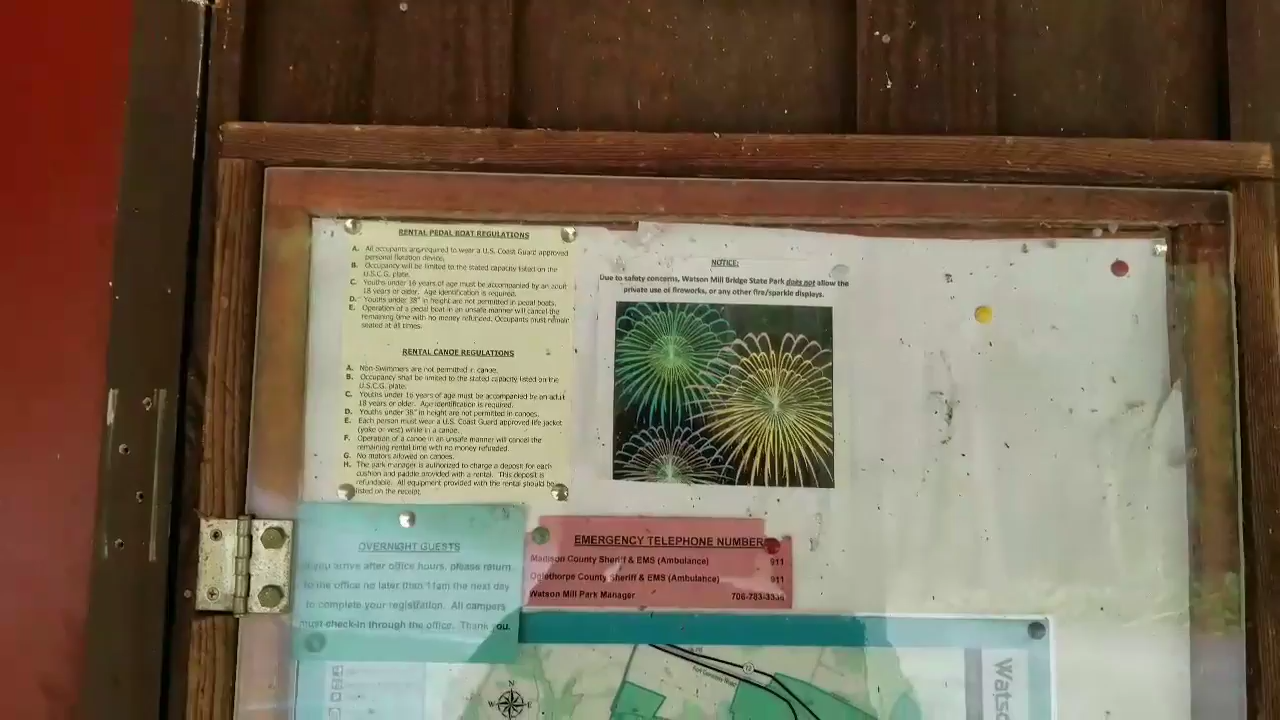 RENTAL PEDAL BOAT REGULATIONS
A. All occupants are required to wear a U.S. Coast Guard approved
personal flotation device.
B. Occupancy will be limited to the stated capacity listed on the
U.S.C.G. plate.
C. Youths under 16 years of age must be accompanied by an adult
18 years or older. Age identification is required.
D. Youths under 38" in height are not permitted in pedal boats.
E. Operation of a pedal boat in an unsafe manner will cancel the
remaining time with no money refunded. Occupants must remain
seated at all times.
RENTAL CANOE REGULATIONS
A. Non-Swimmers are not permitted in canoe.
B. Occupancy shall be limited to the stated capacity listed on the
U.S.C.G. plate.
C. Youths under 16 years of age must be accompanied by an adult
18 years or older. Age identification is required.
D. Youths under 38" in height are not permitted in canoes.
E. Each person must wear a U.S. Coast Guard approved life jacket
(yoke or vest) while in a canoe.
F. Operation of a canoe in an unsafe manner will cancel the
remaining rental time with no money refunded.
G. No motors allowed on canoes.
H. The park manager is authorized to charge a deposit for each
cushion and paddle provided with a rental. This deposit is
refundable. All equipment provided with the rental should be
listed on the receipt.
NOTICE:
Due to safety concerns, Watson Mill Bridge State Park does not allow the
private use of fireworks, or any other fire/sparkle displays.
OVERNIGHT GUESTS
you arrive after office hours, please return
to the office no later than 11am the next day
to complete your registration. All campers
must check-in through the office. Thank you.
EMERGENCY TELEPHONE NUMBER
Madison County Sheriff & EMS (Ambulance) 911
Oglethorpe County Sheriff & EMS (Ambulance) 911
Watson Mill Park Manager
N
W E
72
Wats